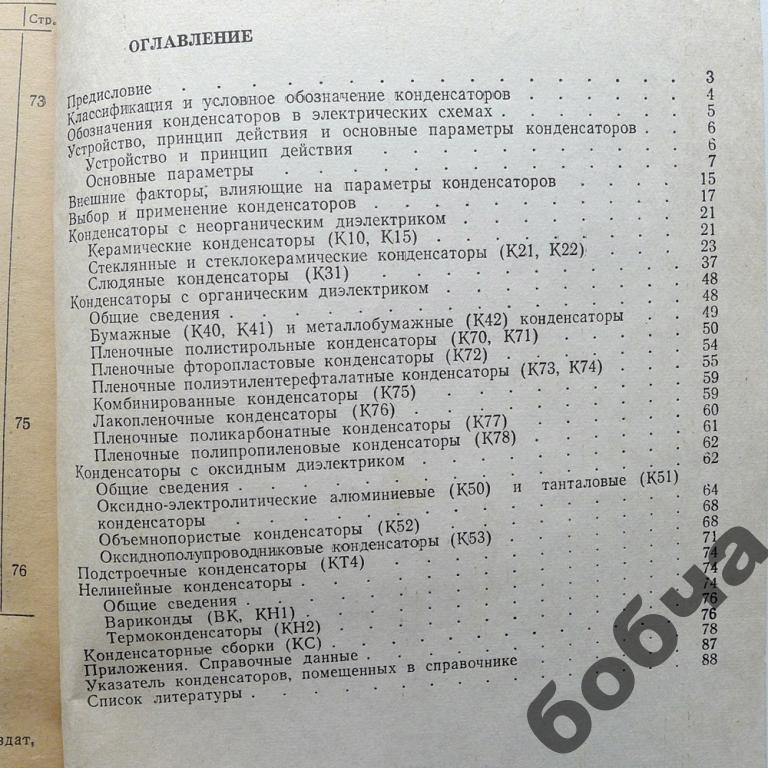 Стр.
73
75
76
здат,
ОГЛАВЛЕНИЕ
Предисловие . . . . . . . . . . 3
Классификация и условное обозначение конденсаторов . . . . 4
Обозначения конденсаторов в электрических схемах . . . . 5
Устройство, принцип действия и основные параметры конденсаторов . . 6
Устройство и принцип действия . . . . . . 6
Основные параметры . . . . . . . . 7
Внешние факторы, влияющие на параметры конденсаторов . . . . 15
Выбор и применение конденсаторов . . . . . . 17
Конденсаторы с неорганическим диэлектриком . . . . . 21
Керамические конденсаторы (К10, К15) . . . . . . 21
Стеклянные и стеклокерамические конденсаторы (К21, К22) . . . 23
Слюдяные конденсаторы (К31) . . . . . . . 37
Конденсаторы с органическим диэлектриком . . . . . 48
Общие сведения . . . . . . . . . 48
Бумажные (К40, К41) и металлобумажные (К42) конденсаторы . . 49
Пленочные полистирольные конденсаторы (К70, К71) . . . 50
Пленочные фторопластовые конденсаторы (К72) . . . . 54
Пленочные полиэтилентерефталатные конденсаторы (К73, К74) . . 55
Комбинированные конденсаторы (К75) . . . . . 59
Лакопленочные конденсаторы (К76) . . . . . . 59
Пленочные поликарбонатные конденсаторы (К77) . . . . 60
Пленочные полипропиленовые конденсаторы (К78) . . . . 61
Конденсаторы с оксидным диэлектриком . . . . . 62
Общие сведения . . . . . . . . . 62
Оксидно-электролитические алюминиевые (К50) и танталовые (К51)
конденсаторы . . . . . . . . . 64
Объемнопористые конденсаторы (К52) . . . . . 68
Оксиднополупроводниковые конденсаторы (К53) . . . . 68
Подстроечные конденсаторы (КТ4) . . . . . . 71
Нелинейные конденсаторы . . . . . . . 74
Общие сведения . . . . . . . . . 74
Вариконды (ВК, КН1) . . . . . . . . 74
Термоконденсаторы (КН2) . . . . . . . 76
Конденсаторные сборки (КС) . . . . . . . 76
Приложения. Справочные данные . . . . . . . 78
Указатель конденсаторов, помещенных в справочнике . . . . 87
Список литературы . . . . . . . . . 88
бобча